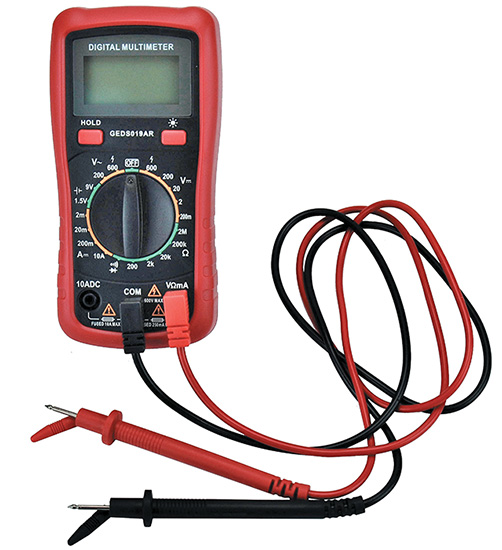 DIGITAL MULTIMETER
HOLD
GEDS019AR
V~ 600 OFF 600
200 200 V⎓
9V 20
1.5V 2
2m 200m
20m 2M
200m 200k
A⎓ 10A 20k Ω
200 2k
10ADC COM VΩmA
600V MAX
FUSED 10A MAX FUSED 250mA